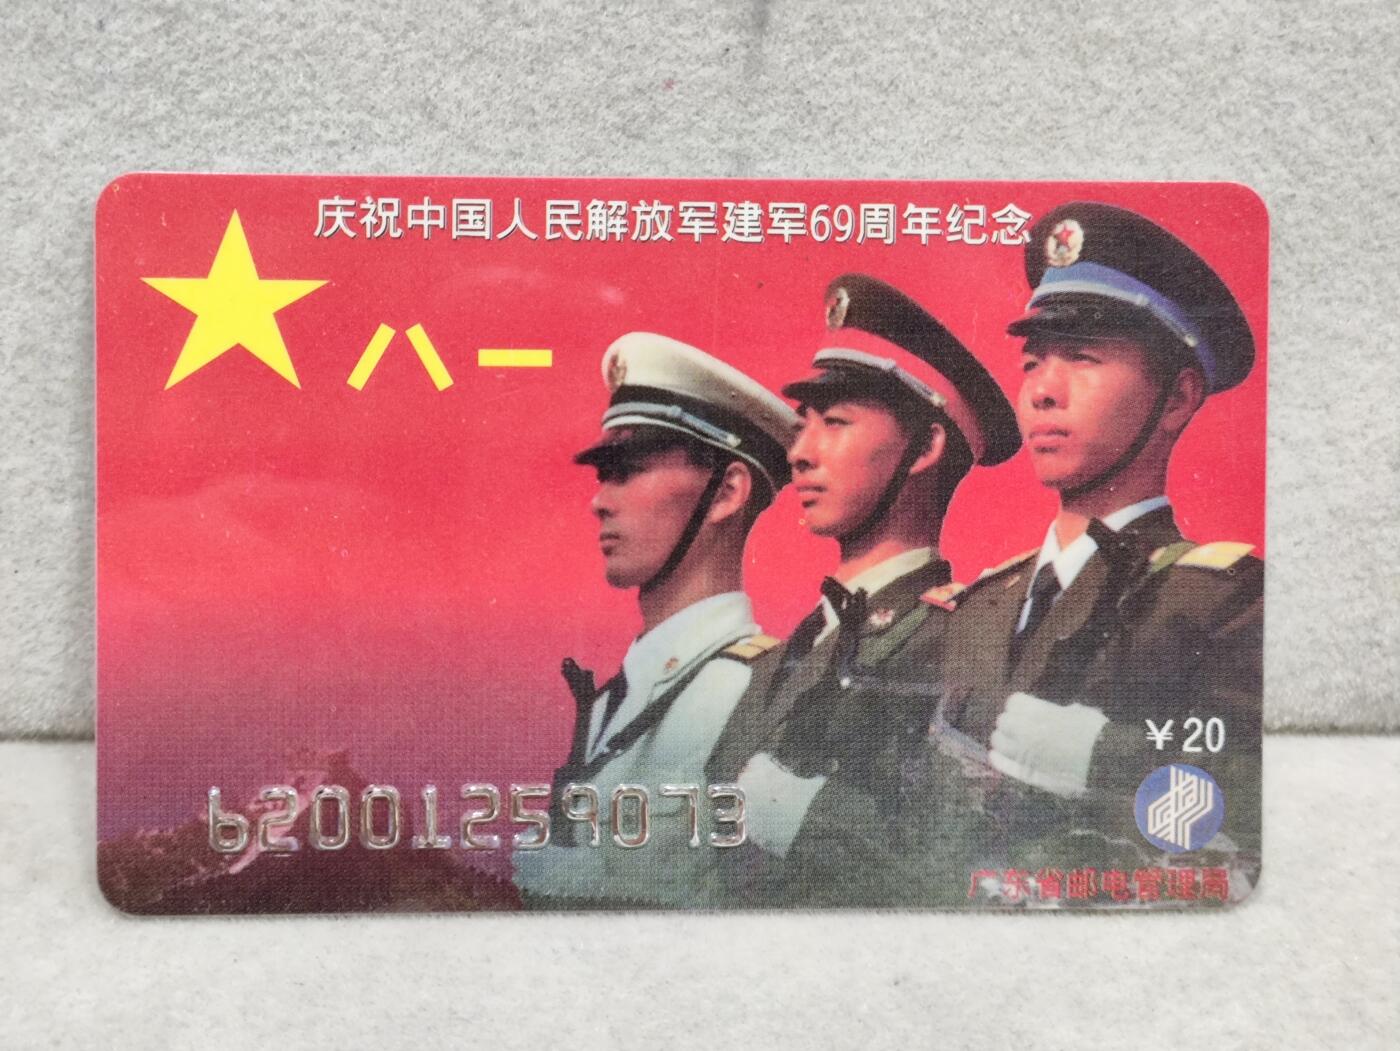 庆祝中国人民解放军建军69周年纪念
八一
¥20
62001259073
广东省邮电管理局